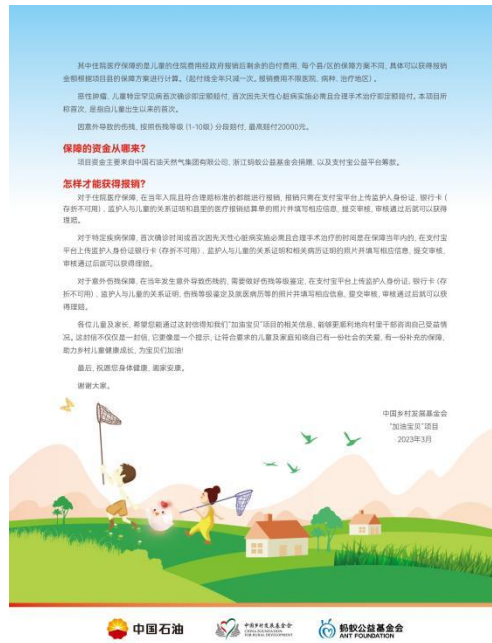 其中住院医疗保障的是儿童的住院费用经政府报销后剩余的自付费用, 每个县/区的保障方案不同, 具体可以获得报销
金额根据项目县的保障方案进行计算。(起付线全年只减一次。报销费用不限医院、病种、治疗地区)。
恶性肿瘤、儿童特定罕见病首次确诊即定额赔付, 首次因先天性心脏病实施必需且合理手术治疗即定额赔付。本项目所
称首次, 是指自儿童出生以来的首次。
因意外导致的伤残, 按照伤残等级 (1-10级) 分段赔付, 最高赔付20000元。
保障的资金从哪来?
项目资金主要来自中国石油天然气集团有限公司、浙江蚂蚁公益基金会捐赠, 以及支付宝公益平台筹款。
怎样才能获得报销?
对于住院医疗保障, 在当年入院且符合理赔标准的都能进行报销, 报销只需在支付宝平台上传监护人身份证、银行卡 (
存折不可用) 、监护人与儿童的关系证明和县里的医疗报销结算单的照片并填写相应信息, 提交审核, 审核通过后就可以获得
理赔。
对于特定疾病保障, 首次确诊时间或首次因先天性心脏病实施必需且合理手术治疗的时间是在保障当年内的, 在支付宝
平台上传监护人身份证银行卡 (存折不可用) 、监护人与儿童的关系证明和相关病历证明的照片并填写相应信息, 提交审核,
审核通过后就可以获得理赔。
对于意外伤残保障, 在当年发生意外导致伤残的, 需要做好伤残等级鉴定, 在支付宝平台上传监护人身份证、银行卡 (存
折不可用) 、监护人与儿童的关系证明、伤残等级鉴定及就医病历等的照片并填写相应信息, 提交审核, 审核通过后就可以获
得理赔。
各位儿童及家长, 希望您能通过这封信得知我们“加油宝贝”项目的相关信息, 能够更顺利地向村里干部咨询自己受益情
况。这封信不仅仅是一封信, 它更像是一个提示, 让符合要求的儿童及家庭知晓自己有一份社会的关爱, 有一份补充的保障,
助力乡村儿童健康成长, 为宝贝们加油!
最后, 祝愿您身体健康, 阖家安康。
谢谢大家。
中国乡村发展基金会
“加油宝贝”项目
2023年3月
中国石油
中国乡村发展基金会
CHINA FOUNDATION
FOR RURAL DEVELOPMENT
蚂蚁公益基金会
ANT FOUNDATION